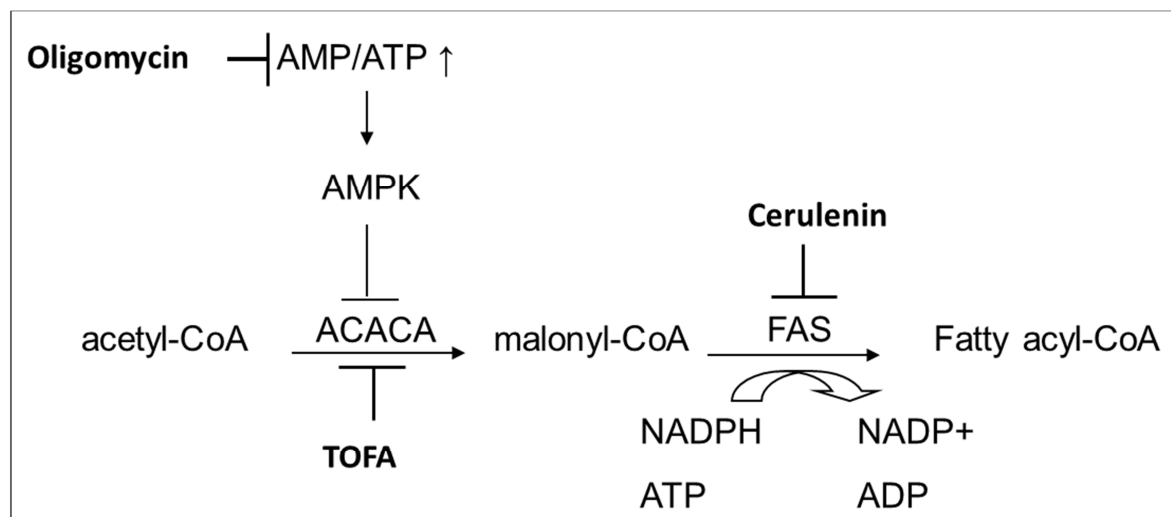 Oligomycin AMP/ATP ↑
AMPK
Cerulenin
acetyl-CoA ACACA malonyl-CoA FAS Fatty acyl-CoA
NADPH NADP+
TOFA
ATP ADP